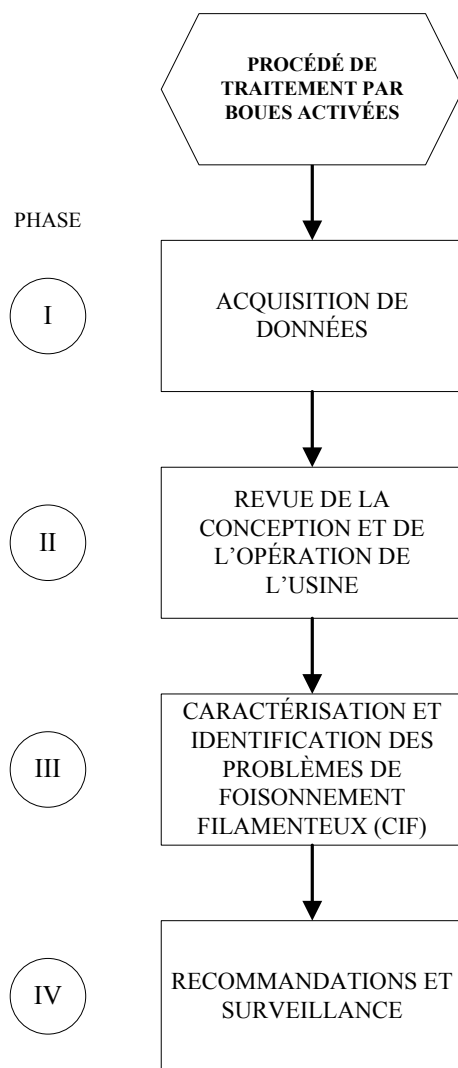 PROCÉDÉ DE
TRAITEMENT PAR
BOUES ACTIVÉES
PHASE
I
ACQUISITION DE
DONNÉES
II
REVUE DE LA
CONCEPTION ET DE
L'OPÉRATION DE
L'USINE
III
CARACTÉRISATION ET
IDENTIFICATION DES
PROBLÈMES DE
FOISONNEMENT
FILAMENTEUX (CIF)
IV
RECOMMANDATIONS ET
SURVEILLANCE